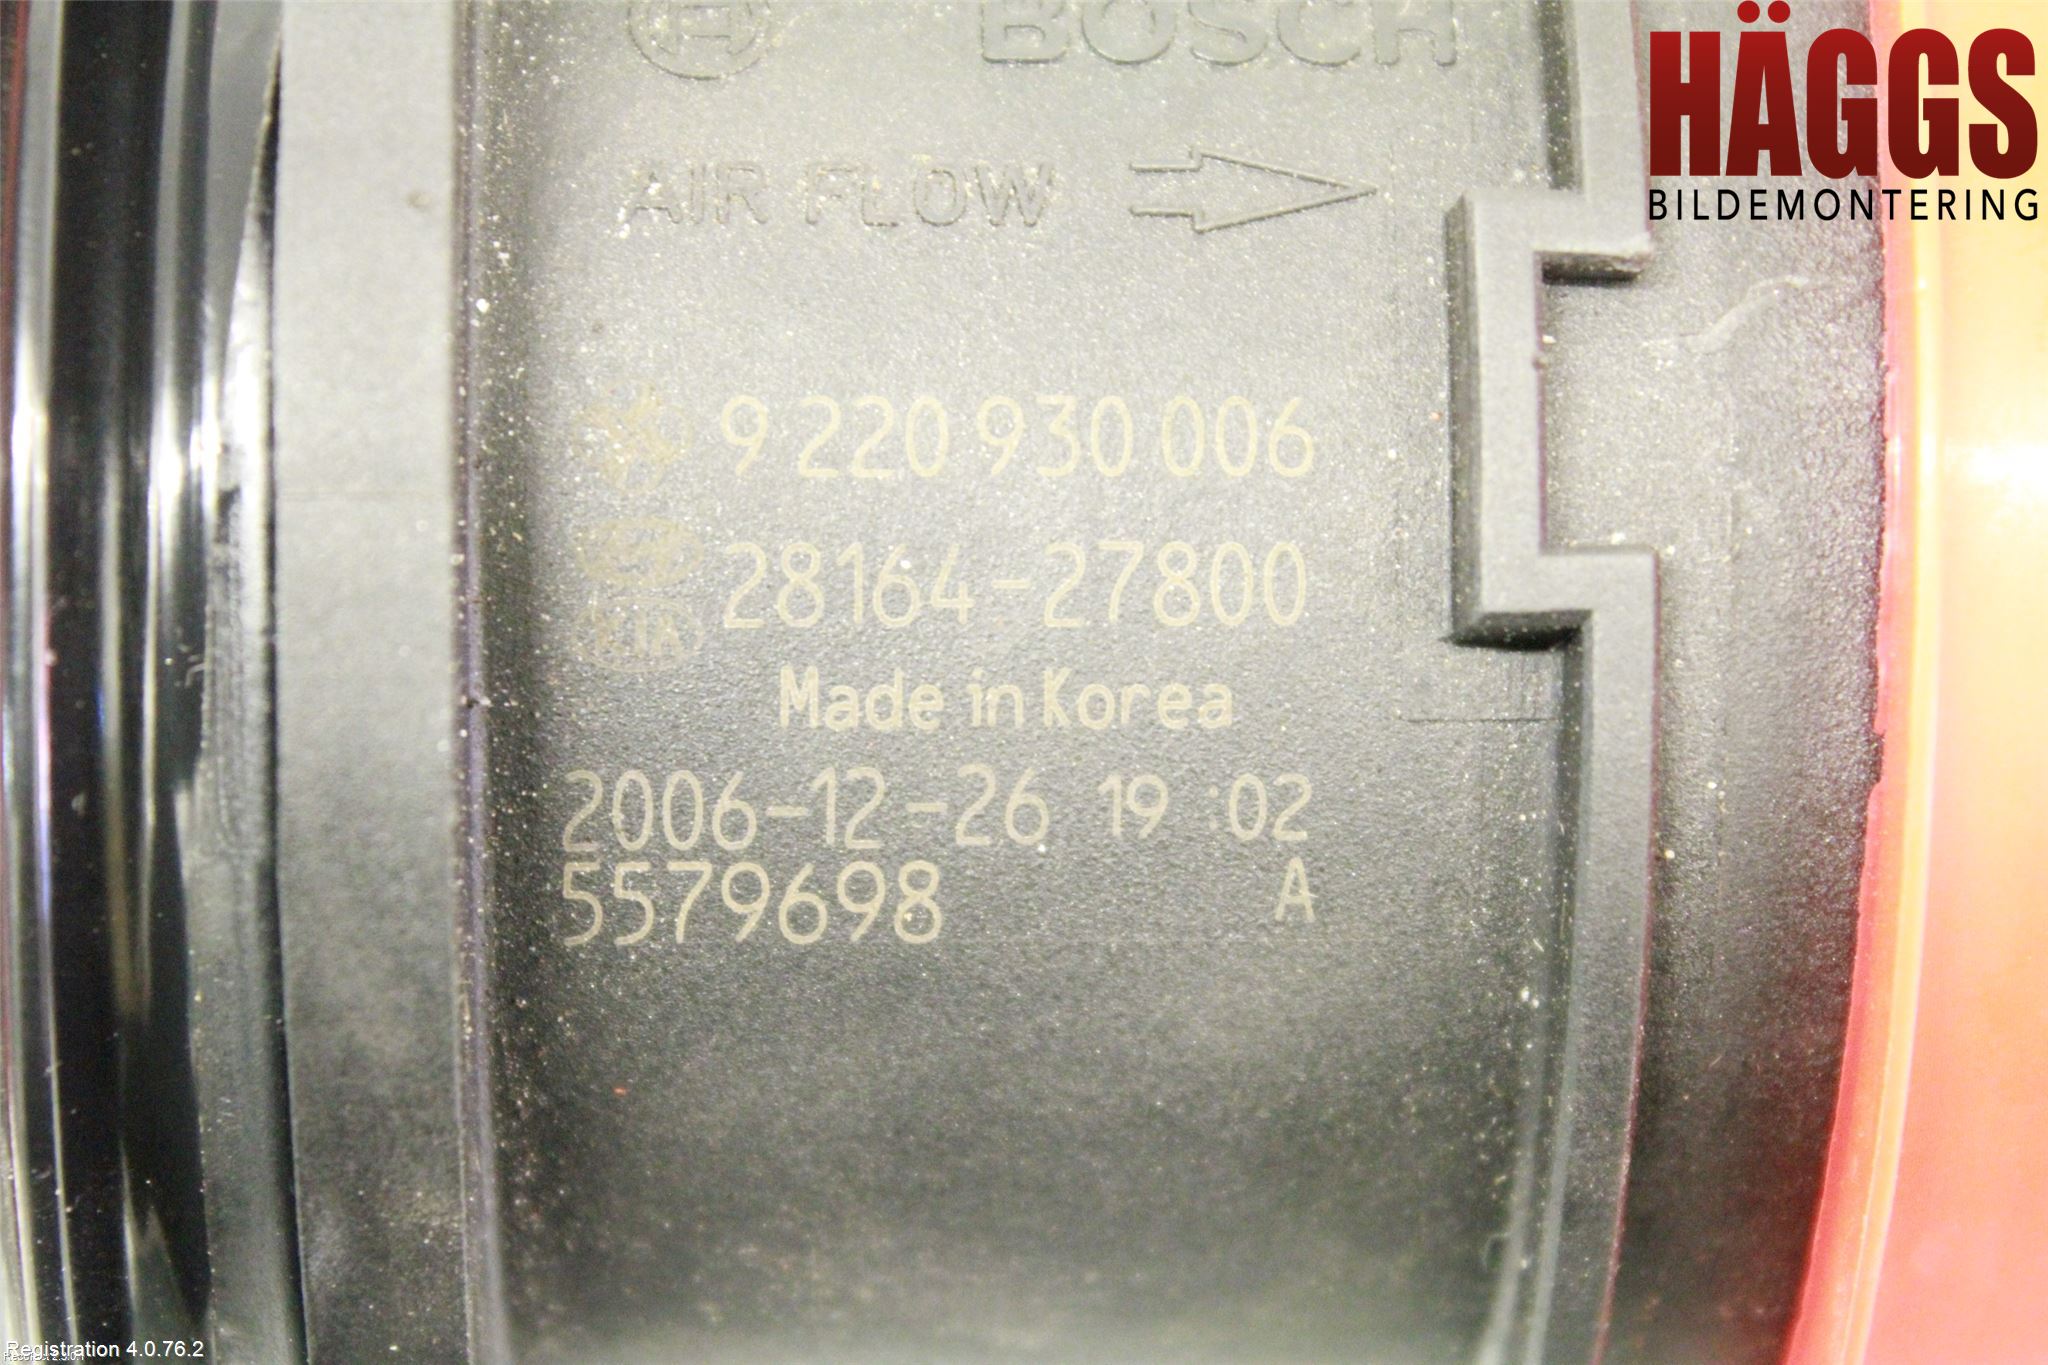 BOSCH
HÄGGS
BILDEMONTERING
AIR FLOW
9 220 930 006
28164-27800
KIA
Made in Korea
2006-12-26 19:02
5579698 A
Registration 4.0.76.2